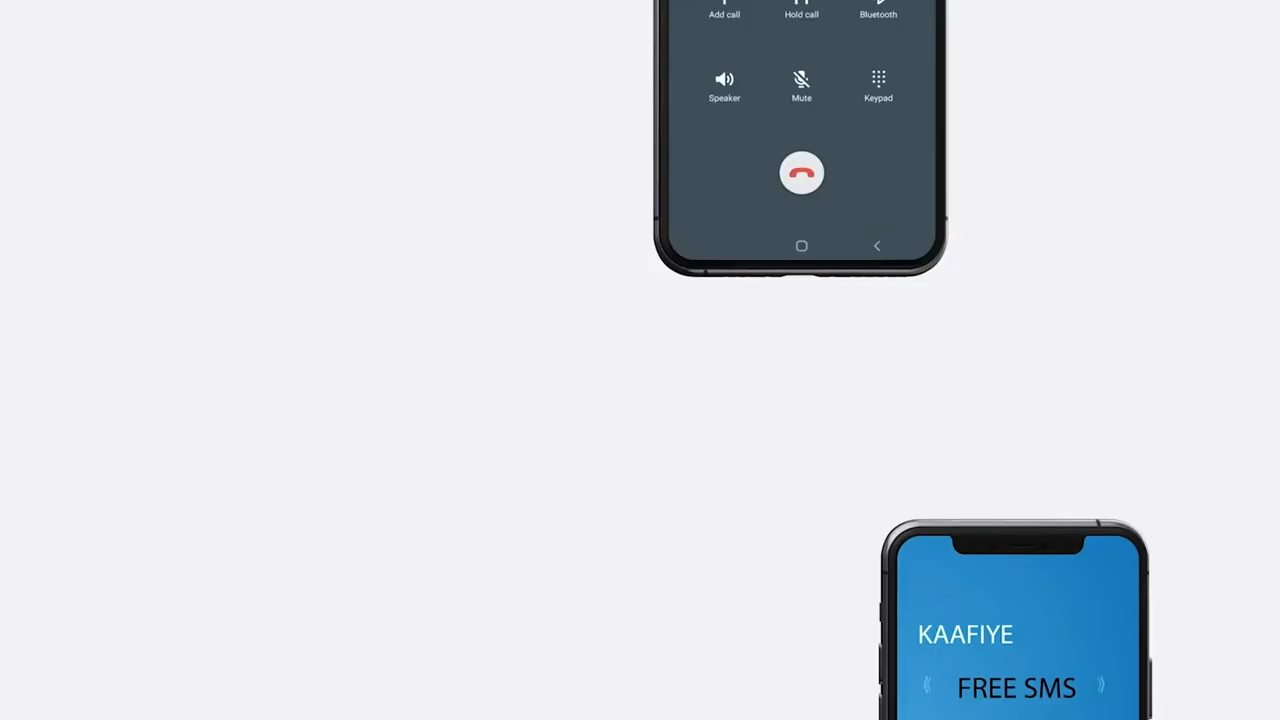 Add call Hold call Bluetooth
Speaker Mute Keypad
KAAFIYE
FREE SMS